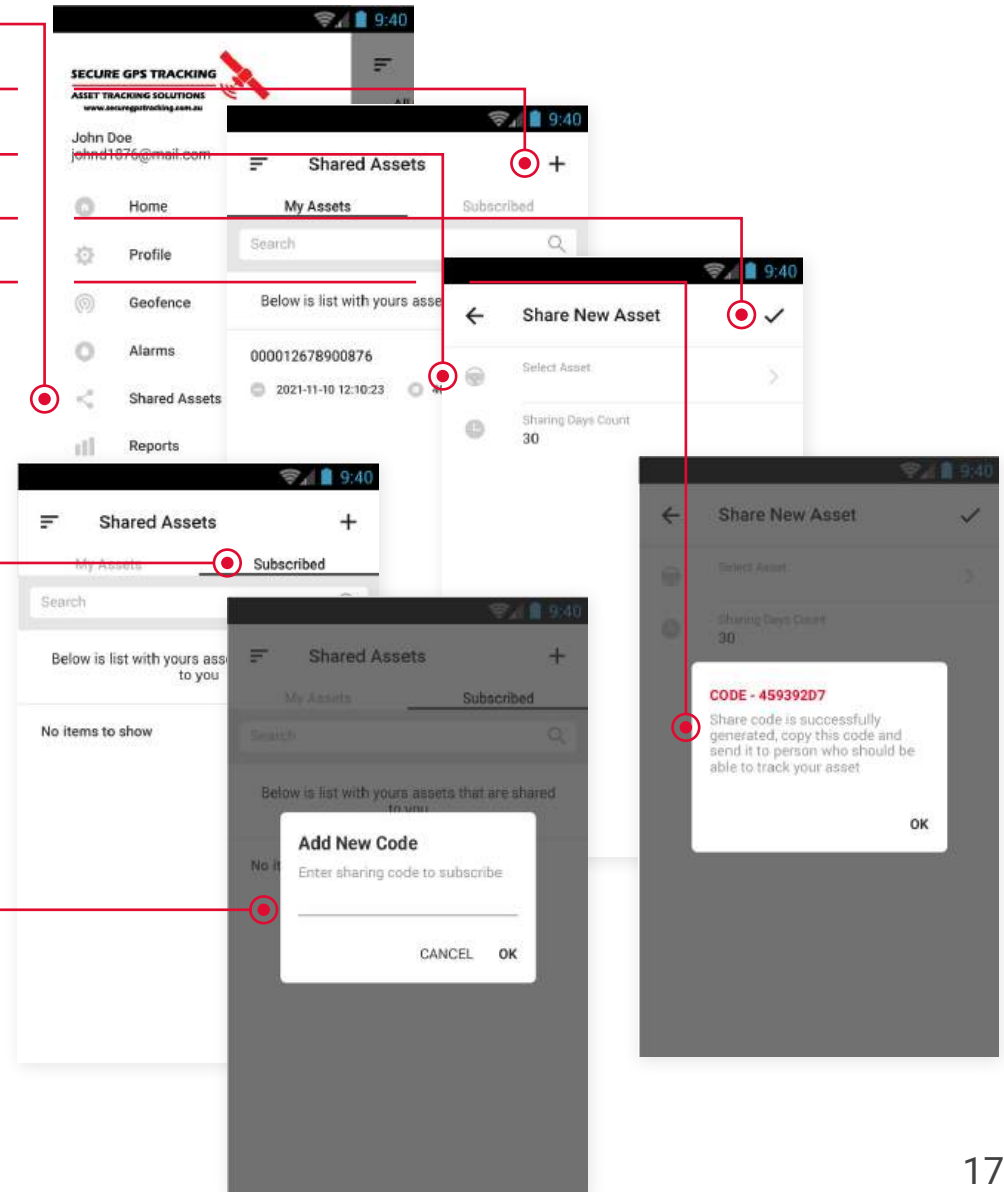 9:40
SECURE GPS TRACKING
ASSET TRACKING SOLUTIONS
www.securegpstracking.com.au
All
John Doe
johnd1876@mail.com
Home
Profile
Geofence
Alarms
Shared Assets
Reports
9:40
Shared Assets
My Assets
Subscribed
Search
Below is list with yours asse
000012678900876
2021-11-10 12:10:23
9:40
Share New Asset
Select Asset
Sharing Days Count
30
9:40
Shared Assets
My Assets
Subscribed
Search
Below is list with yours ass
to you
No items to show
9:40
Shared Assets
My Assets
Subscribed
Search
Below is list with yours assets that are shared
to you
No it
Add New Code
Enter sharing code to subscribe
CANCEL OK
9:40
Share New Asset
Select Asset
Sharing Days Count
30
CODE - 459392D7
Share code is successfully
generated, copy this code and
send it to person who should be
able to track your asset
OK
17